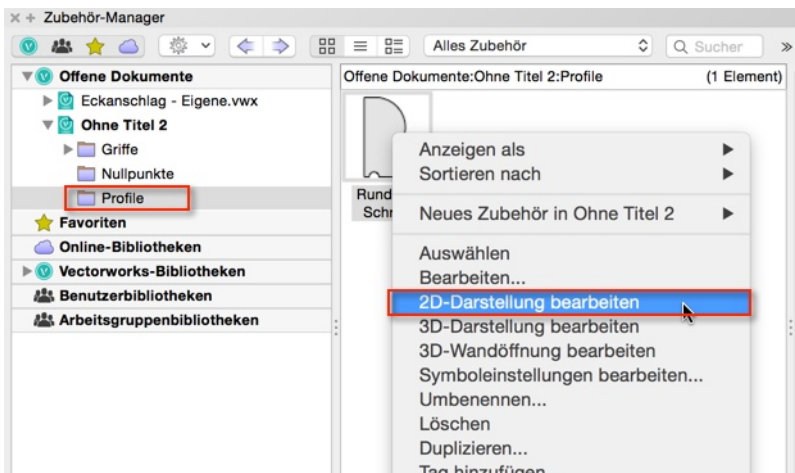 Zubehör-Manager
Alles Zubehör
Sucher
Offene Dokumente
Eckanschlag - Eigene.vwx
Ohne Titel 2
Griffe
Nullpunkte
Profile
Favoriten
Online-Bibliotheken
Vectorworks-Bibliotheken
Benutzerbibliotheken
Arbeitsgruppenbibliotheken
Offene Dokumente:Ohne Titel 2:Profile (1 Element)
Rund
Schr
Anzeigen als
Sortieren nach
Neues Zubehör in Ohne Titel 2
Auswählen
Bearbeiten...
2D-Darstellung bearbeiten
3D-Darstellung bearbeiten
3D-Wandöffnung bearbeiten
Symboleinstellungen bearbeiten...
Umbenennen...
Löschen
Duplizieren...
Tag hinzufügen